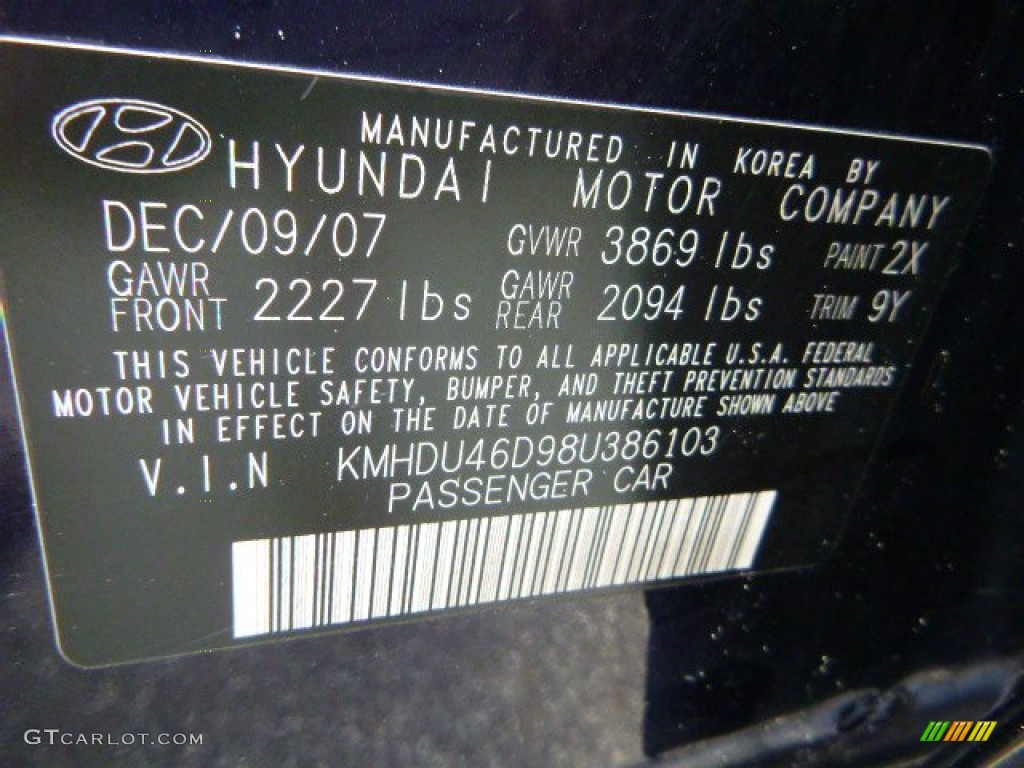 MANUFACTURED IN KOREA BY
HYUNDAI MOTOR COMPANY
DEC/09/07 GVWR 3869 lbs PAINT 2X
GAWR FRONT 2227 lbs GAWR REAR 2094 lbs TRIM 9Y
THIS VEHICLE CONFORMS TO ALL APPLICABLE U.S.A. FEDERAL
MOTOR VEHICLE SAFETY, BUMPER, AND THEFT PREVENTION STANDARDS
IN EFFECT ON THE DATE OF MANUFACTURE SHOWN ABOVE
V.I.N KMHDU46D98U386103
PASSENGER CAR
GTCARLOT.COM